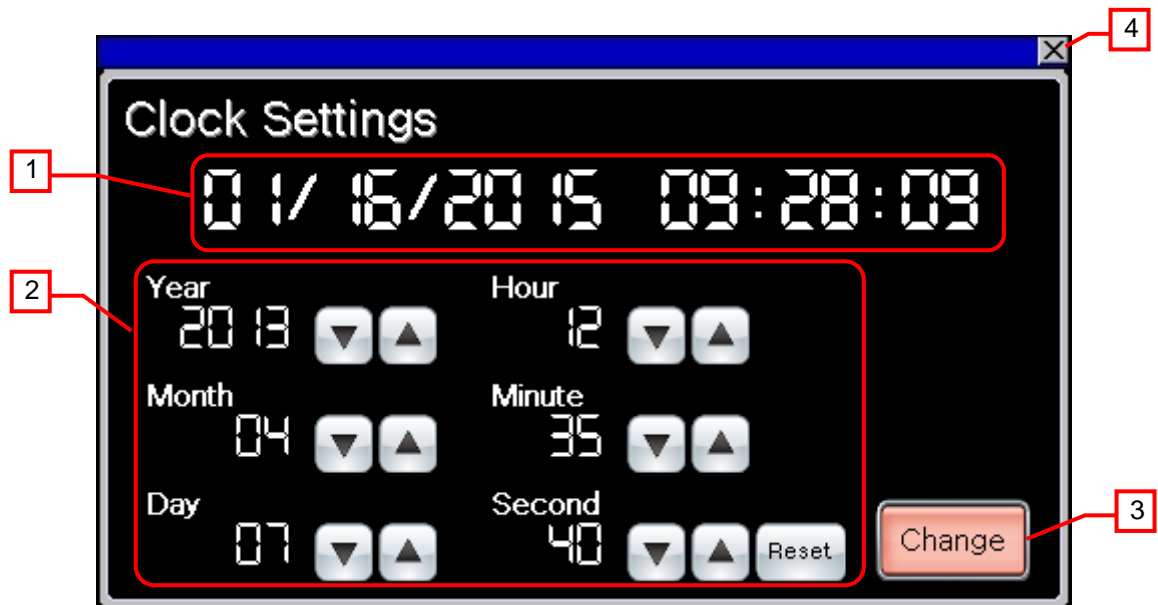 4
Clock Settings
1
01/16/2015 09:28:09
2
Year
2013
Hour
12
Month
04
Minute
35
Day
07
Second
40
Reset
Change
3